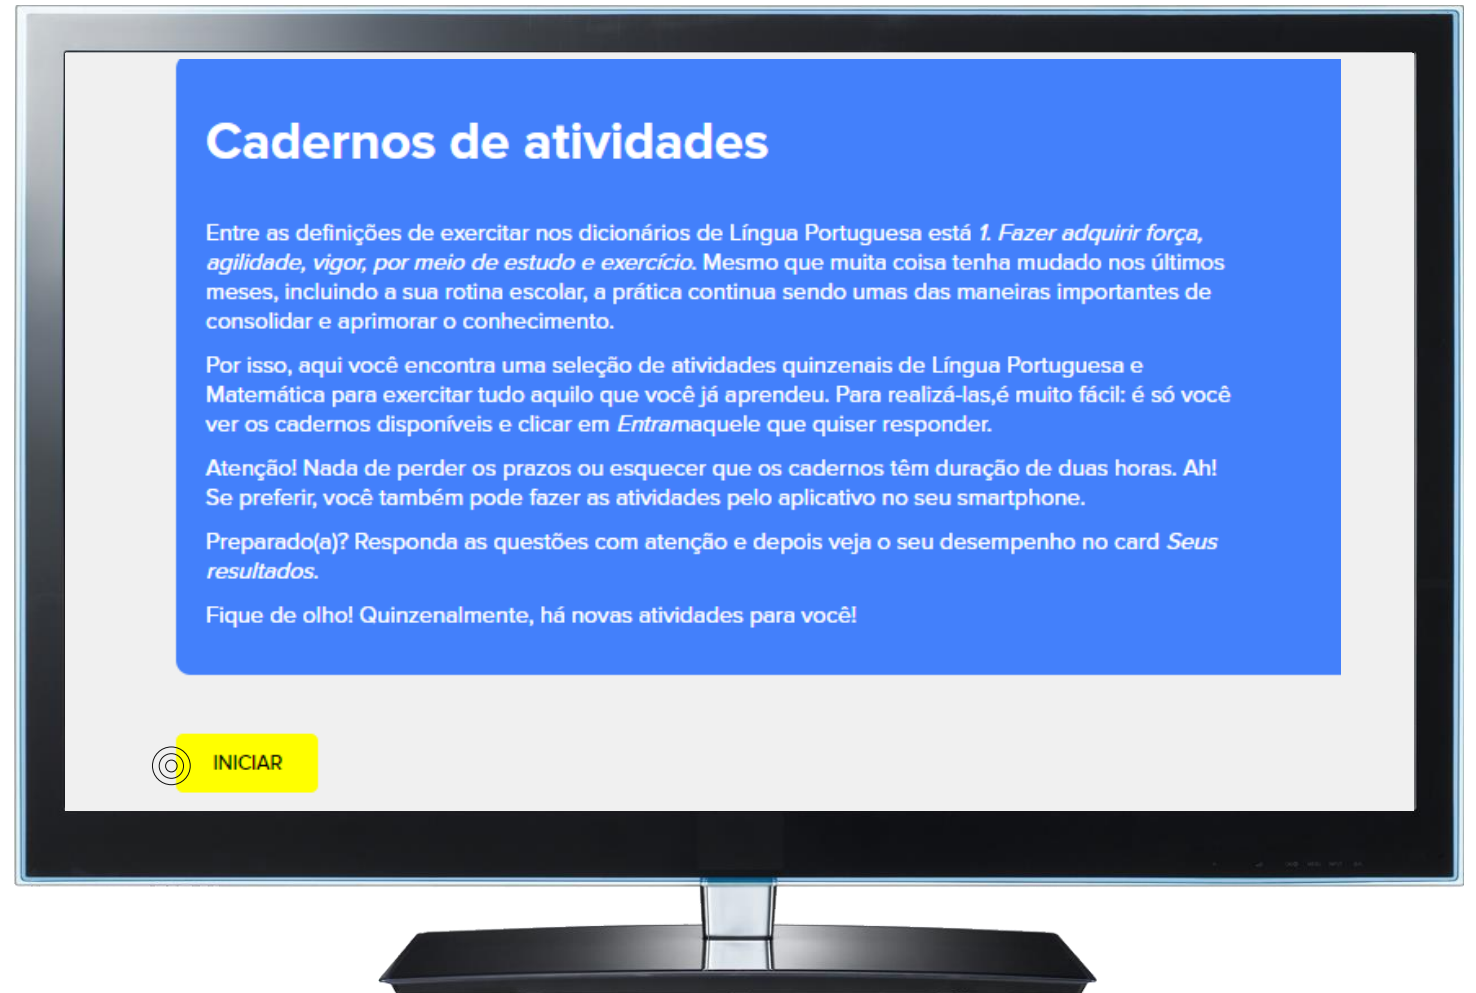 Cadernos de atividades
Entre as definições de exercitar nos dicionários de Língua Portuguesa está 1. Fazer adquirir força,
agilidade, vigor, por meio de estudo e exercício. Mesmo que muita coisa tenha mudado nos últimos
meses, incluindo a sua rotina escolar, a prática continua sendo umas das maneiras importantes de
consolidar e aprimorar o conhecimento.
Por isso, aqui você encontra uma seleção de atividades quinzenais de Língua Portuguesa e
Matemática para exercitar tudo aquilo que você já aprendeu. Para realizá-las,é muito fácil: é só você
ver os cadernos disponíveis e clicar em Entrarnaquele que quiser responder.
Atenção! Nada de perder os prazos ou esquecer que os cadernos têm duração de duas horas. Ah!
Se preferir, você também pode fazer as atividades pelo aplicativo no seu smartphone.
Preparado(a)? Responda as questões com atenção e depois veja o seu desempenho no card Seus
resultados.
Fique de olho! Quinzenalmente, há novas atividades para você!
INICIAR